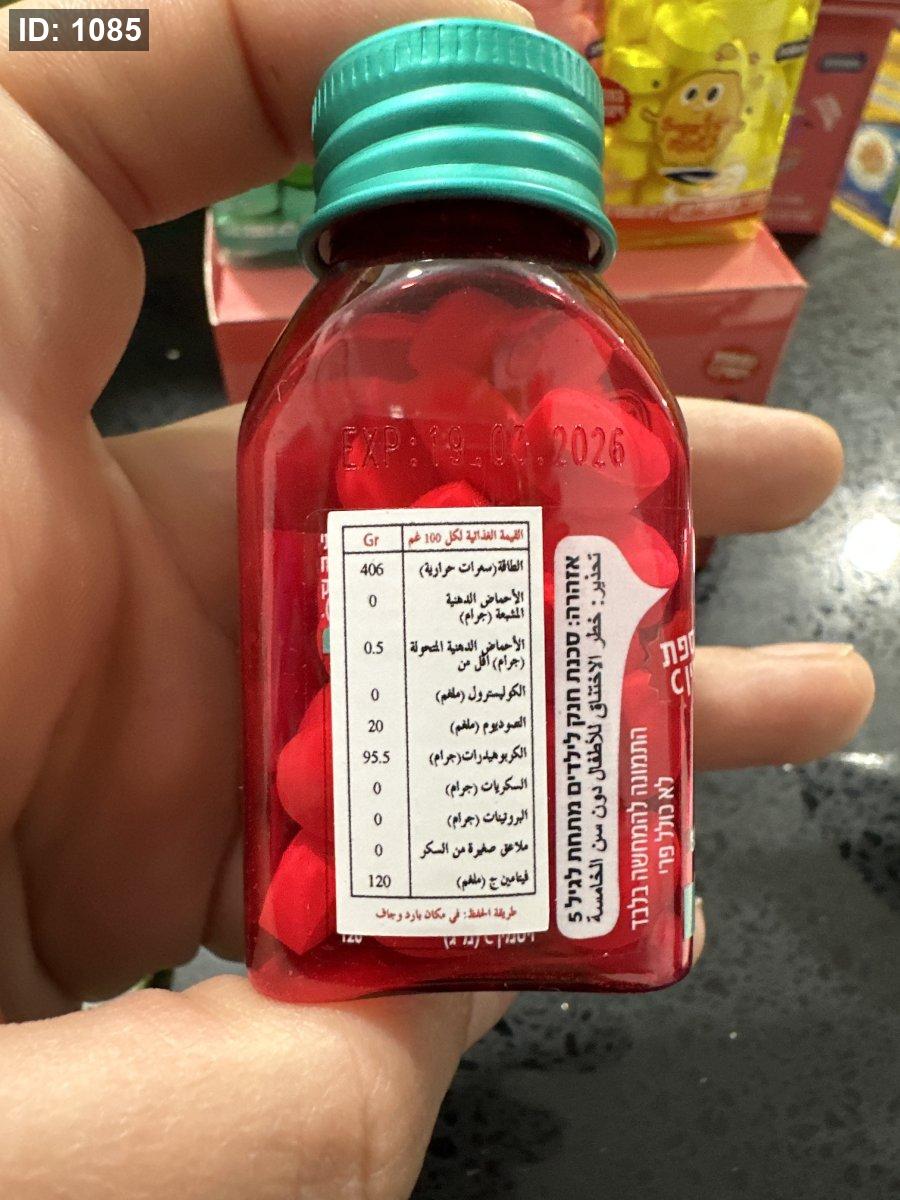 ID: 1085
EXP:19.03.2026
القيمة الغذائية لكل 100 غم Gr
الطاقة(سعرات حرارية) 406
الأحماض الدهنية المشبعة (جرام) 0
الأحماض الدهنية المتحولة (جرام) أقل من 0.5
الكوليسترول (ملغم) 0
الصوديوم (ملغم) 20
الكربوهيدرات(جرام) 95.5
السكريات (جرام) 0
البروتينات (جرام) 0
ملاعق صغيرة من السكر 0
فيتامين ج (ملغم) 120
طريقة الحفظ: في مكان بارد وجاف
אזהרה: סכנת חנק לילדים מתחת לגיל 5
تحذير: خطر الاختناق للأطفال دون سن الخامسة
התמונה להמחשה בלבד
לא כולל פרי